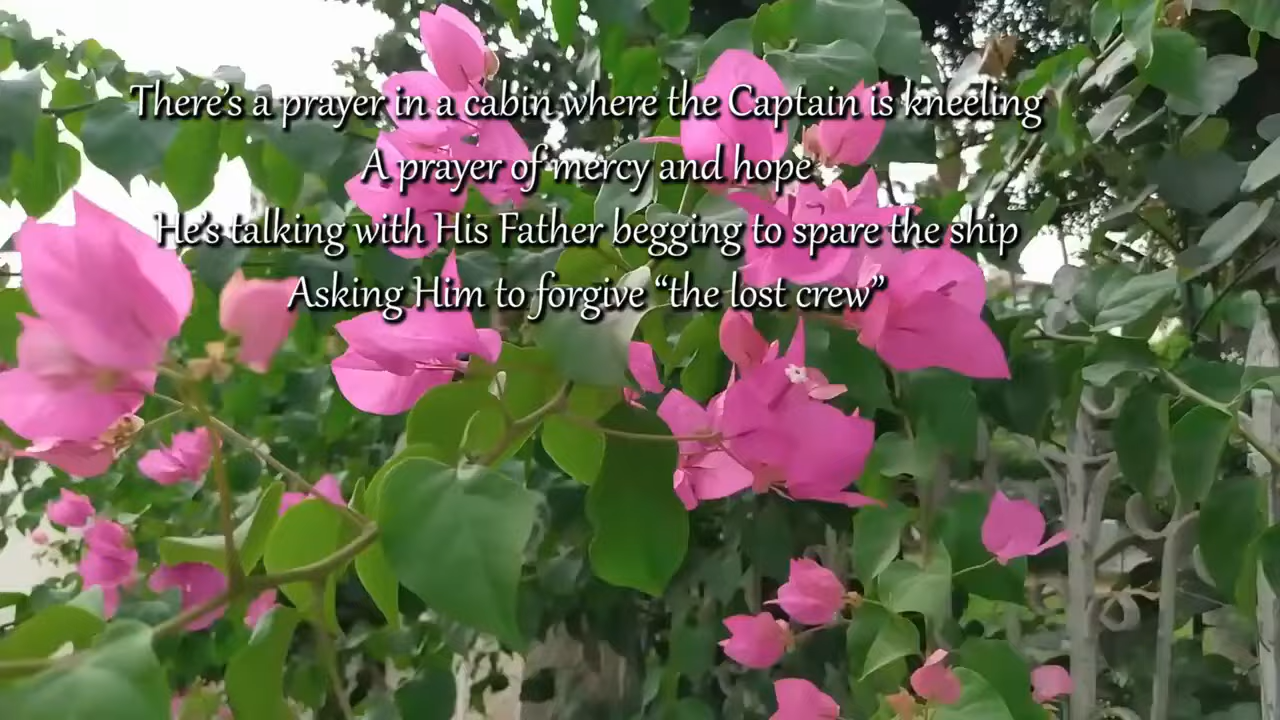 There's a prayer in a cabin where the Captain is kneeling
A prayer of mercy and hope
He's talking with His Father begging to spare the ship
Asking Him to forgive “the lost crew”